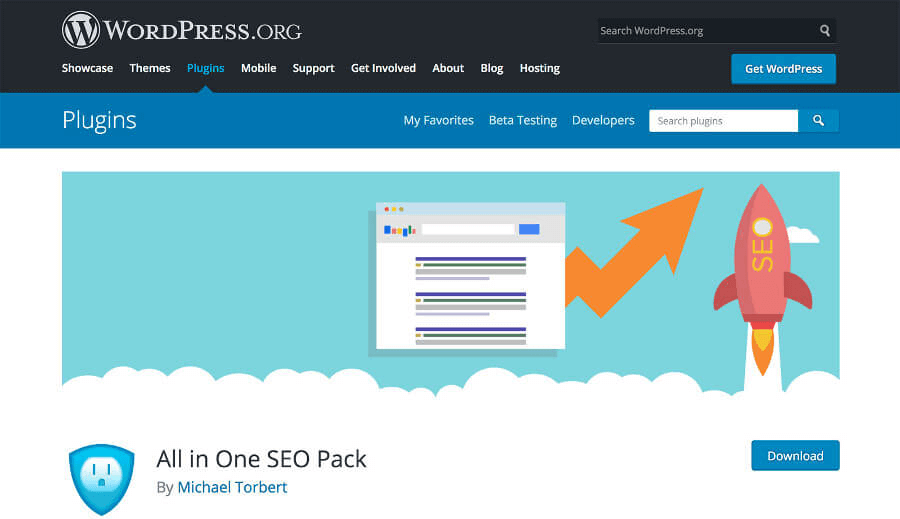 WORDPRESS.ORG
Search WordPress.org
Showcase Themes Plugins Mobile Support Get Involved About Blog Hosting
Get WordPress
Plugins
My Favorites Beta Testing Developers
Search plugins
SEO
All in One SEO Pack
Download
By Michael Torbert